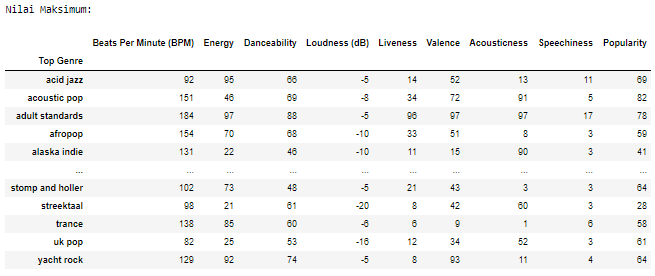 Nilai Maksimum:
Beats Per Minute (BPM) Energy Danceability Loudness (dB) Liveness Valence Acousticness Speechiness Popularity
Top Genre
acid jazz 92 95 66 -5 14 52 13 11 69
acoustic pop 151 46 69 -8 34 72 91 5 82
adult standards 184 97 88 -5 96 97 97 17 78
afropop 154 70 68 -10 33 51 8 3 59
alaska indie 131 22 46 -10 11 15 90 3 41
... ... ... ... ... ... ... ... ... ...
stomp and holler 102 73 48 -5 21 43 3 3 64
streektaal 98 21 61 -20 8 42 60 3 28
trance 138 85 60 -6 6 9 1 6 58
uk pop 82 25 53 -16 12 34 52 3 61
yacht rock 129 92 74 -5 8 93 11 4 64